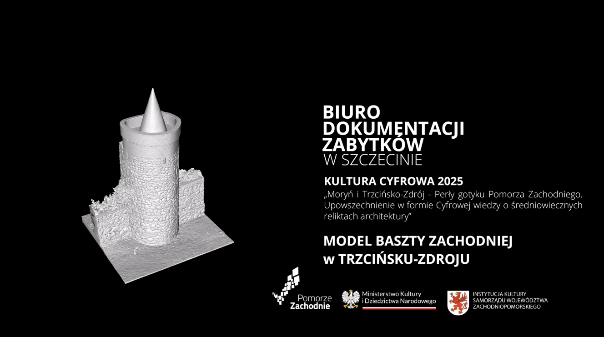 BIURO
DOKUMENTACJI
ZABYTKÓW
W SZCZECINIE
KULTURA CYFROWA 2025
„Moryń i Trzcińsko-Zdrój - Perły gotyku Pomorza Zachodniego.
Upowszechnienie w formie Cyfrowej wiedzy o średniowiecznych
reliktach architektury"
MODEL BASZTY ZACHODNIEJ
w TRZCIŃSKU-ZDROJU
Pomorze
Zachodnie
Ministerstwo Kultury
i Dziedzictwa Narodowego
INSTYTUCJA KULTURY
SAMORZĄDU WOJEWÓDZTWA
ZACHODNIOPOMORSKIEGO